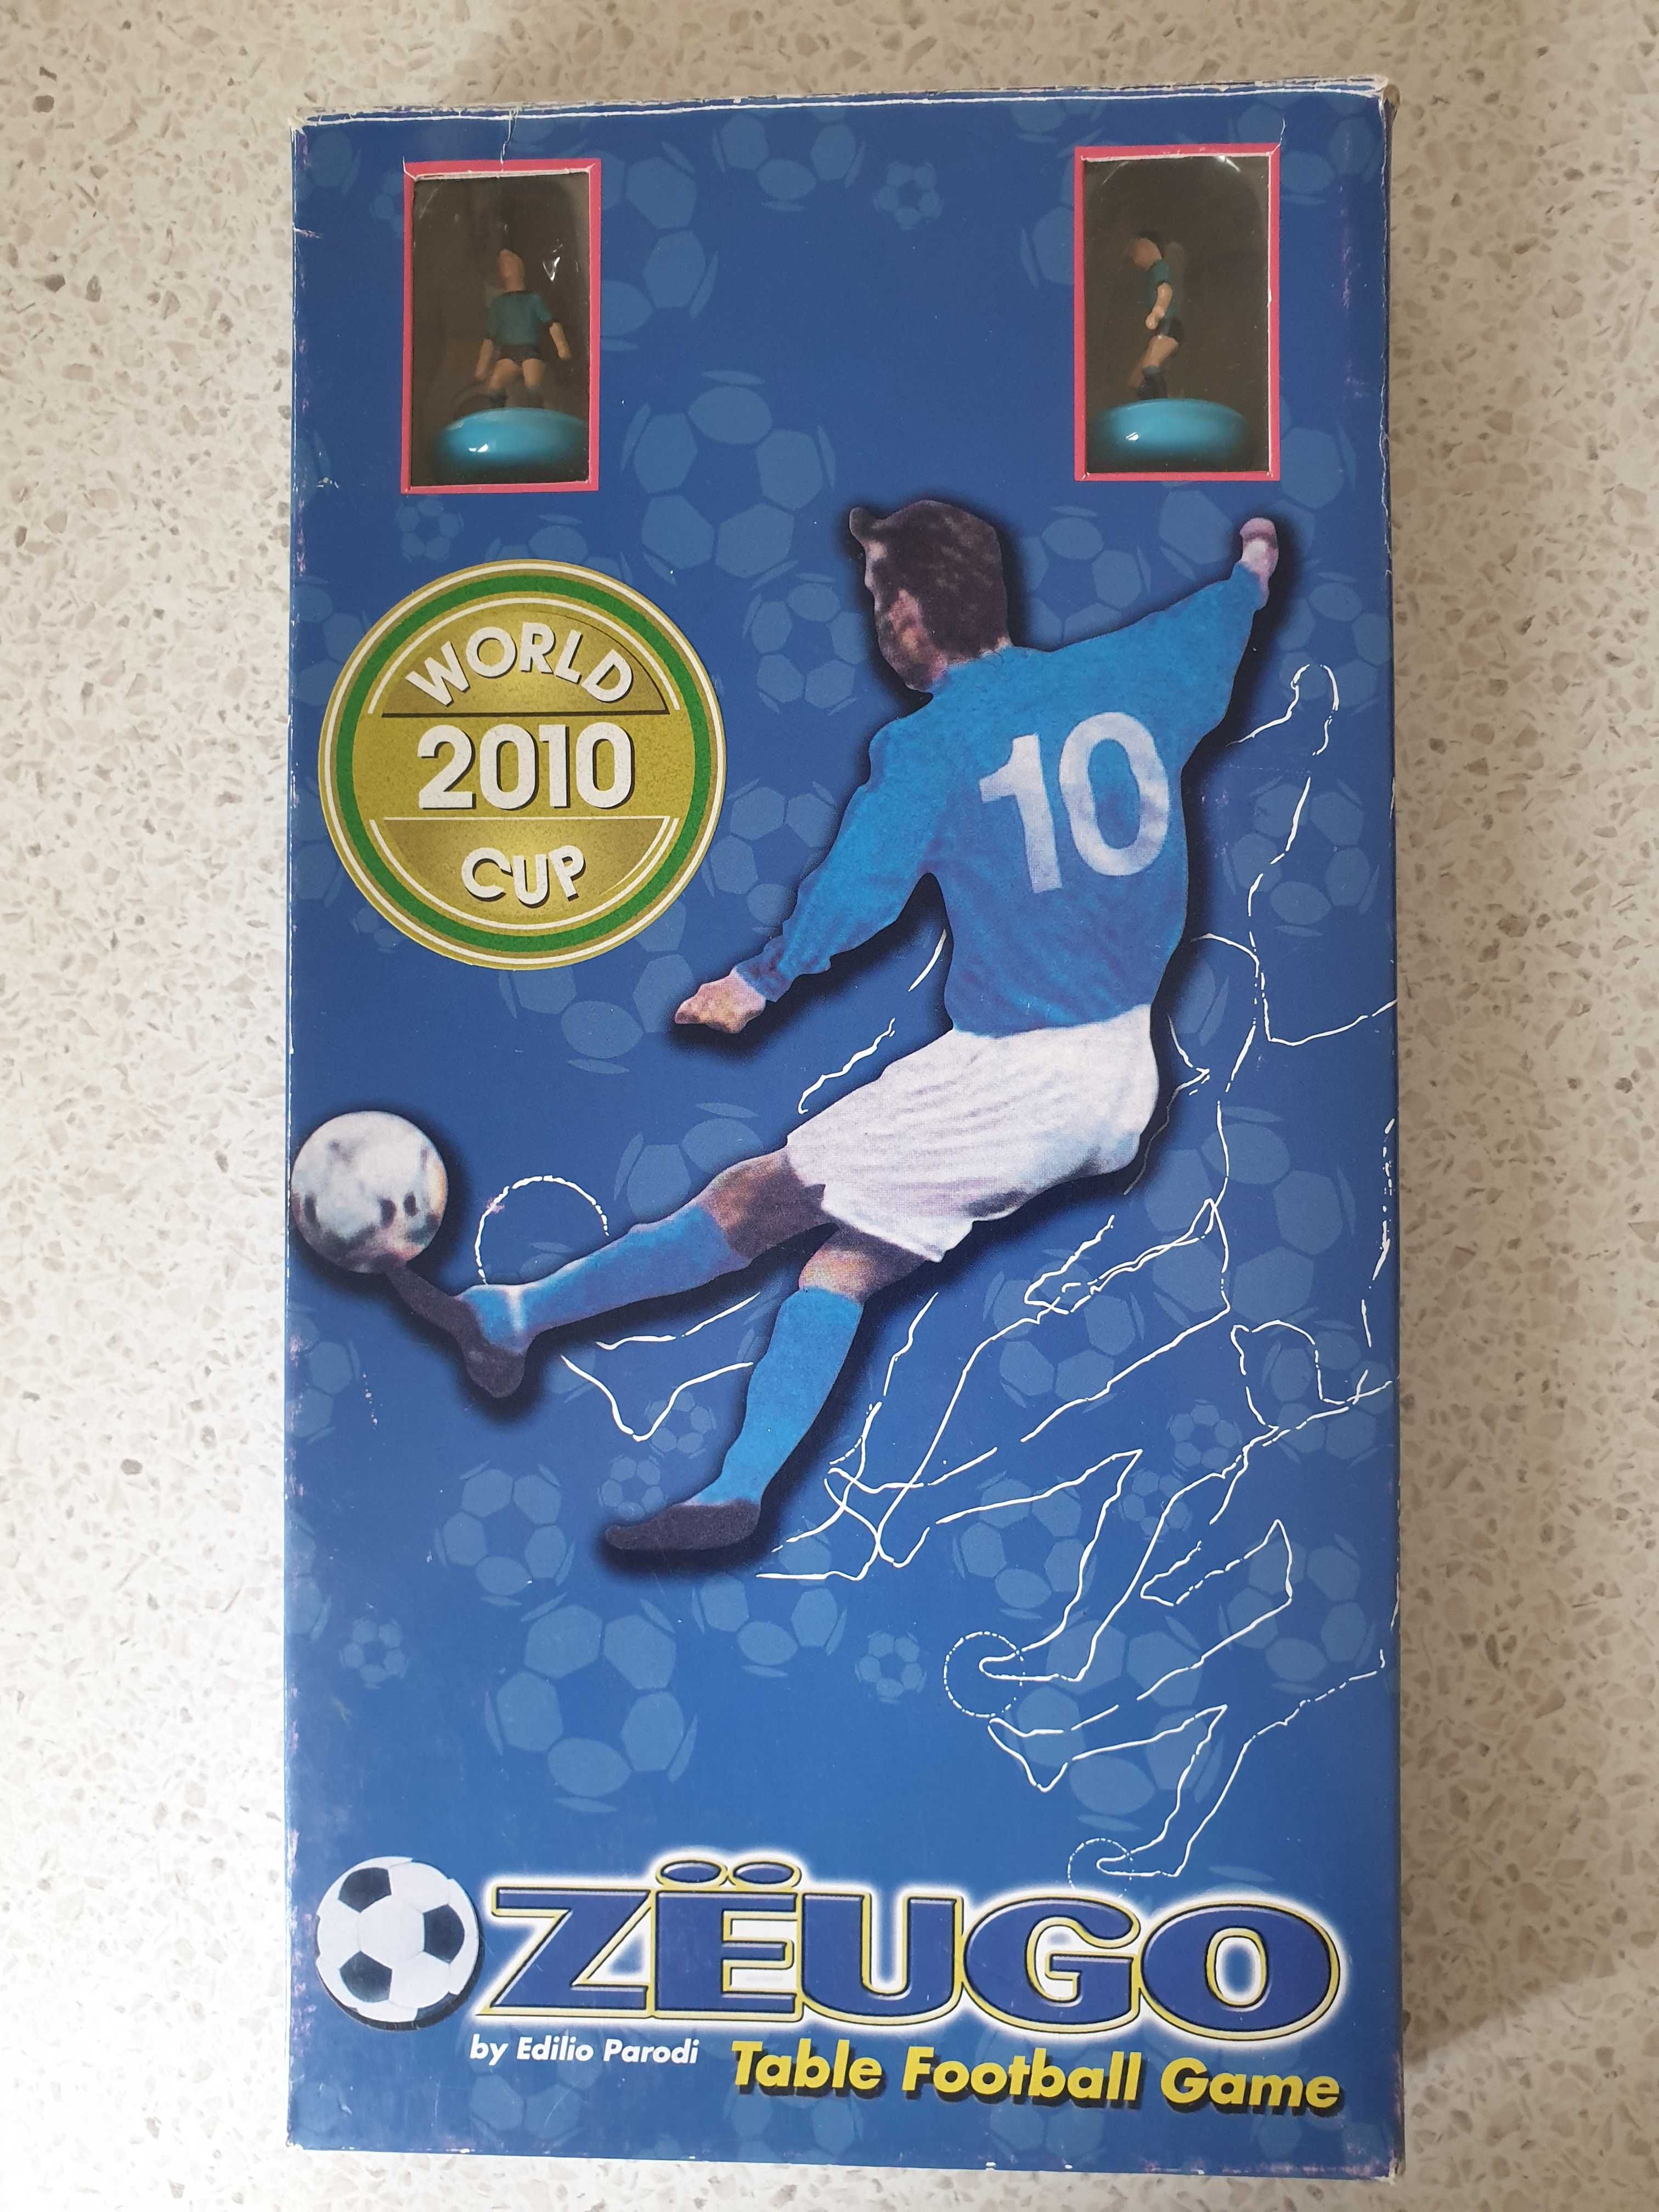 WORLD
2010
CUP
10
ZËUGO
by Edilio Parodi
Table Football Game